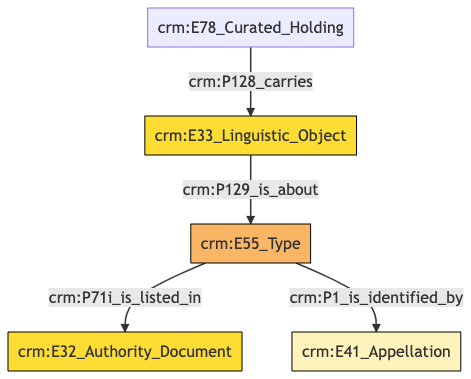 crm:E78_Curated_Holding
crm:P128_carries
crm:E33_Linguistic_Object
crm:P129_is_about
crm:E55_Type
crm:P71i_is_listed_in
crm:P1_is_identified_by
crm:E32_Authority_Document
crm:E41_Appellation